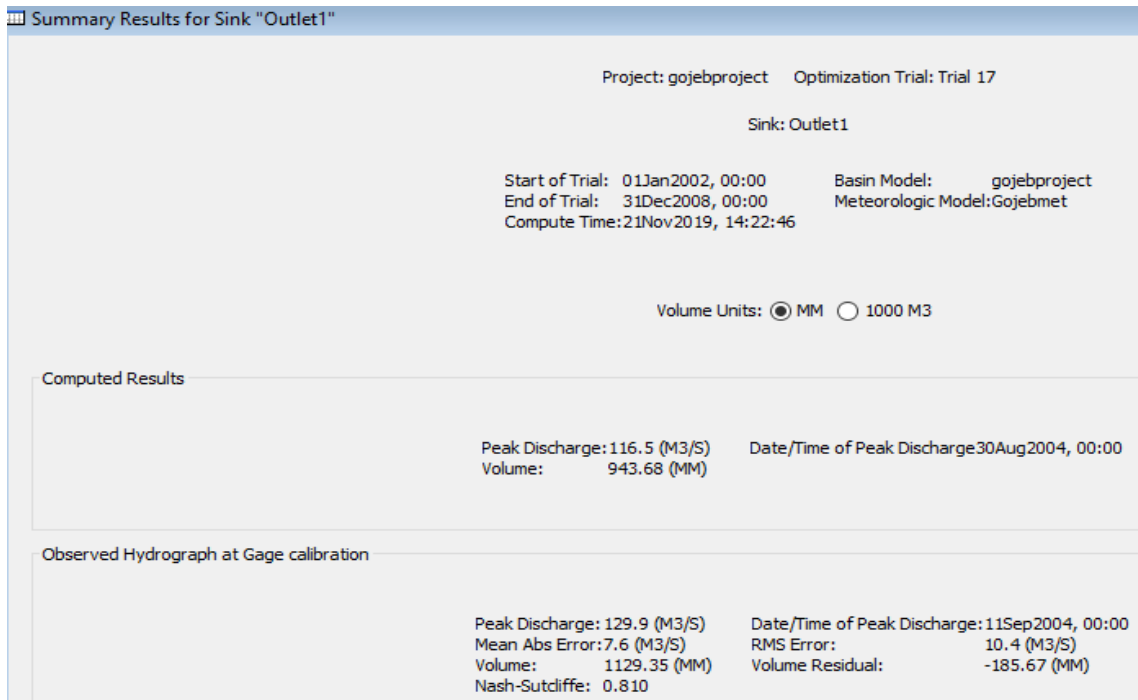 Summary Results for Sink "Outlet1"
Project: gojebproject Optimization Trial: Trial 17
Sink: Outlet1
Start of Trial: 01Jan2002, 00:00 Basin Model: gojebproject
End of Trial: 31Dec2008, 00:00 Meteorologic Model:Gojebmet
Compute Time:21Nov2019, 14:22:46
Volume Units: MM 1000 M3
Computed Results
Peak Discharge:116.5 (M3/S) Date/Time of Peak Discharge30Aug2004, 00:00
Volume: 943.68 (MM)
Observed Hydrograph at Gage calibration
Peak Discharge: 129.9 (M3/S) Date/Time of Peak Discharge:11Sep2004, 00:00
Mean Abs Error:7.6 (M3/S) RMS Error: 10.4 (M3/S)
Volume: 1129.35 (MM) Volume Residual: -185.67 (MM)
Nash-Sutcliffe: 0.810